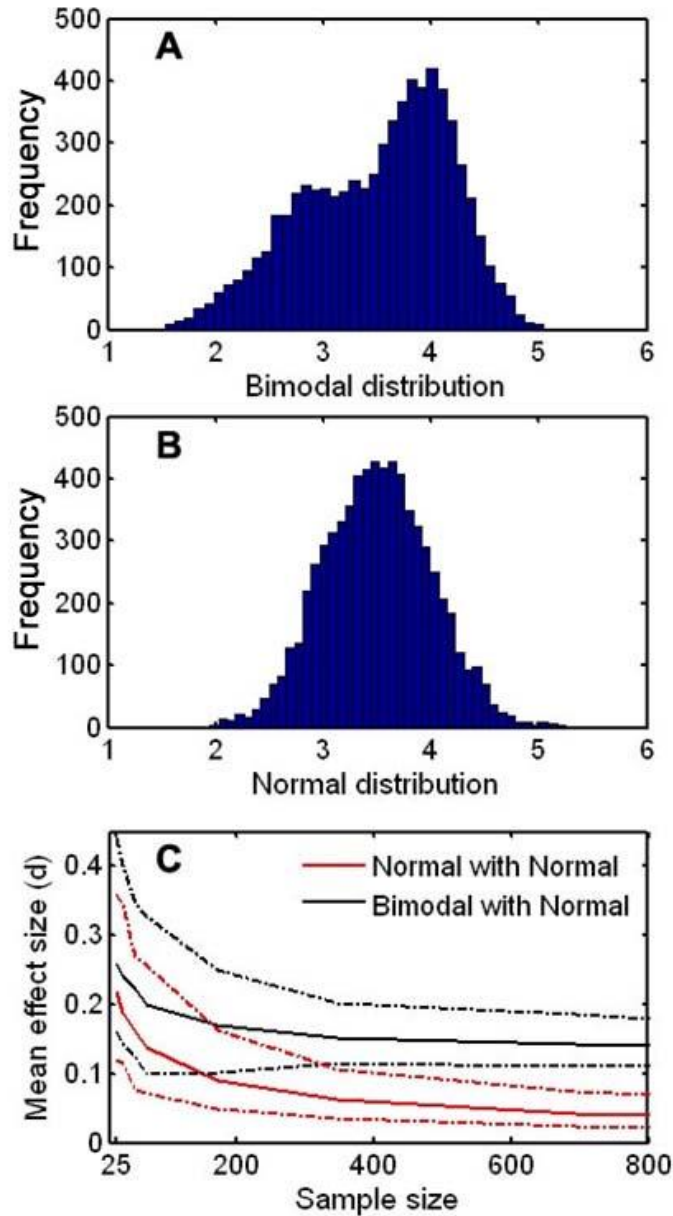 A
500
400
300
200
100
0
Frequency
1 2 3 4 5 6
Bimodal distribution
B
500
400
300
200
100
0
Frequency
1 2 3 4 5 6
Normal distribution
C
Normal with Normal
Bimodal with Normal
0.4
0.3
0.2
0.1
0
Mean effect size (d)
25 200 400 600 800
Sample size